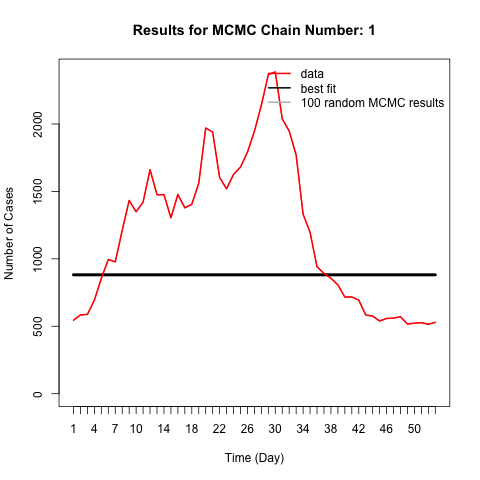 Results for MCMC Chain Number: 1
data
best fit
100 random MCMC results
Number of Cases
2000
1500
1000
500
0
1 4 7 10 14 18 22 26 30 34 38 42 46 50
Time (Day)